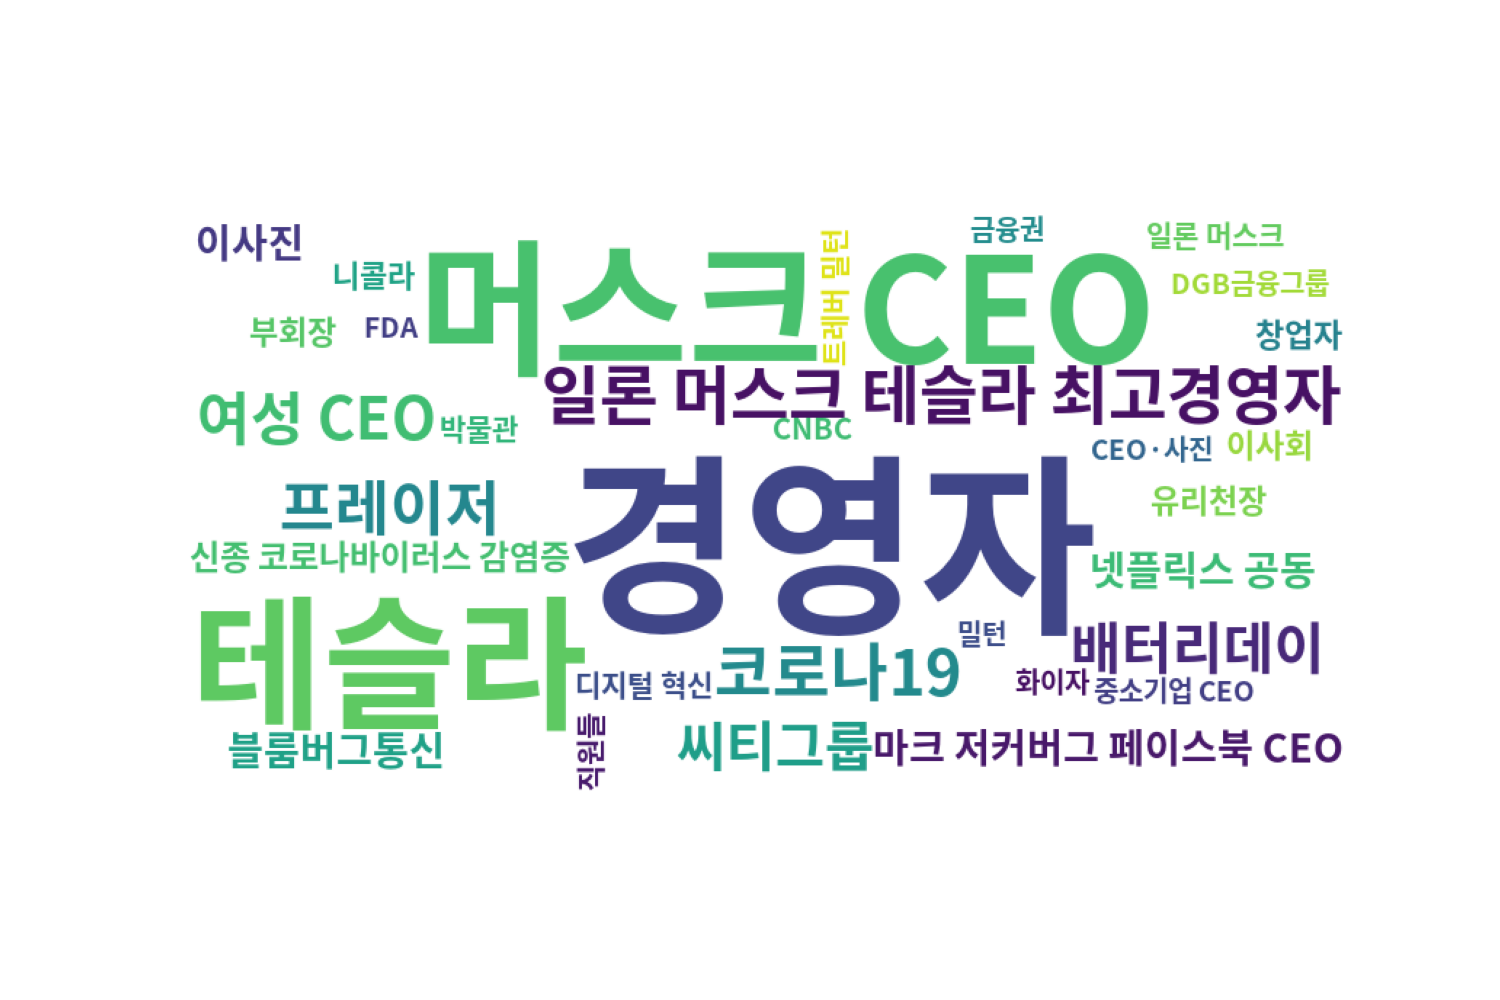 이사진
니콜라
부회장
FDA
머스크
트레버 밀턴
CEO
금융권
일론 머스크
DGB금융그룹
창업자
일론 머스크 테슬라 최고경영자
여성 CEO
박물관
CNBC
CEO·사진
이사회
프레이저
경영자
유리천장
신종 코로나바이러스 감염증
넷플릭스 공동
테슬라
밀턴
배터리데이
디지털 혁신
코로나19
화이자
중소기업 CEO
블룸버그통신
직원들
씨티그룹
마크 저커버그 페이스북 CEO